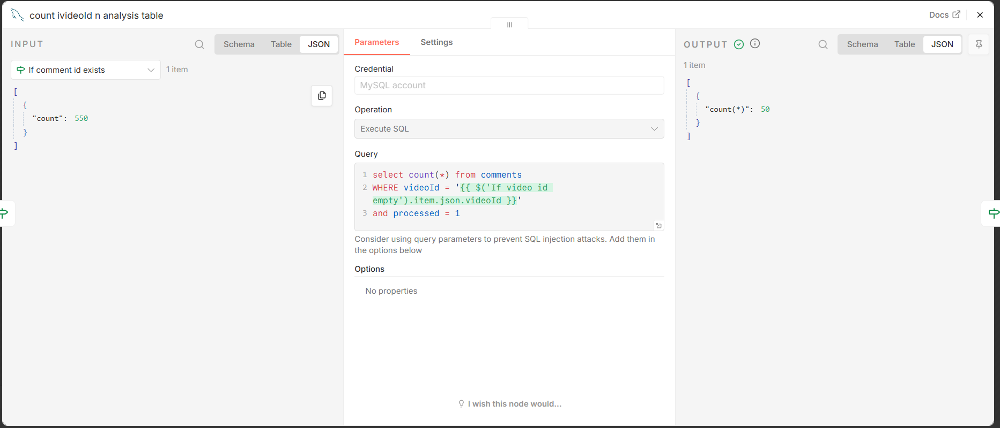 count ivideoId n analysis table
Docs
INPUT
Schema Table JSON
If comment id exists
1 item
[
{
"count": 550
}
]
Parameters Settings
Credential
MySQL account
Operation
Execute SQL
Query
1 select count(*) from comments
2 WHERE videoId = '{{ $('If video id
empty').item.json.videoId }}'
3 and processed = 1
Consider using query parameters to prevent SQL injection attacks. Add them in
the options below
Options
No properties
I wish this node would...
OUTPUT
Schema Table JSON
1 item
[
{
"count(*)": 50
}
]